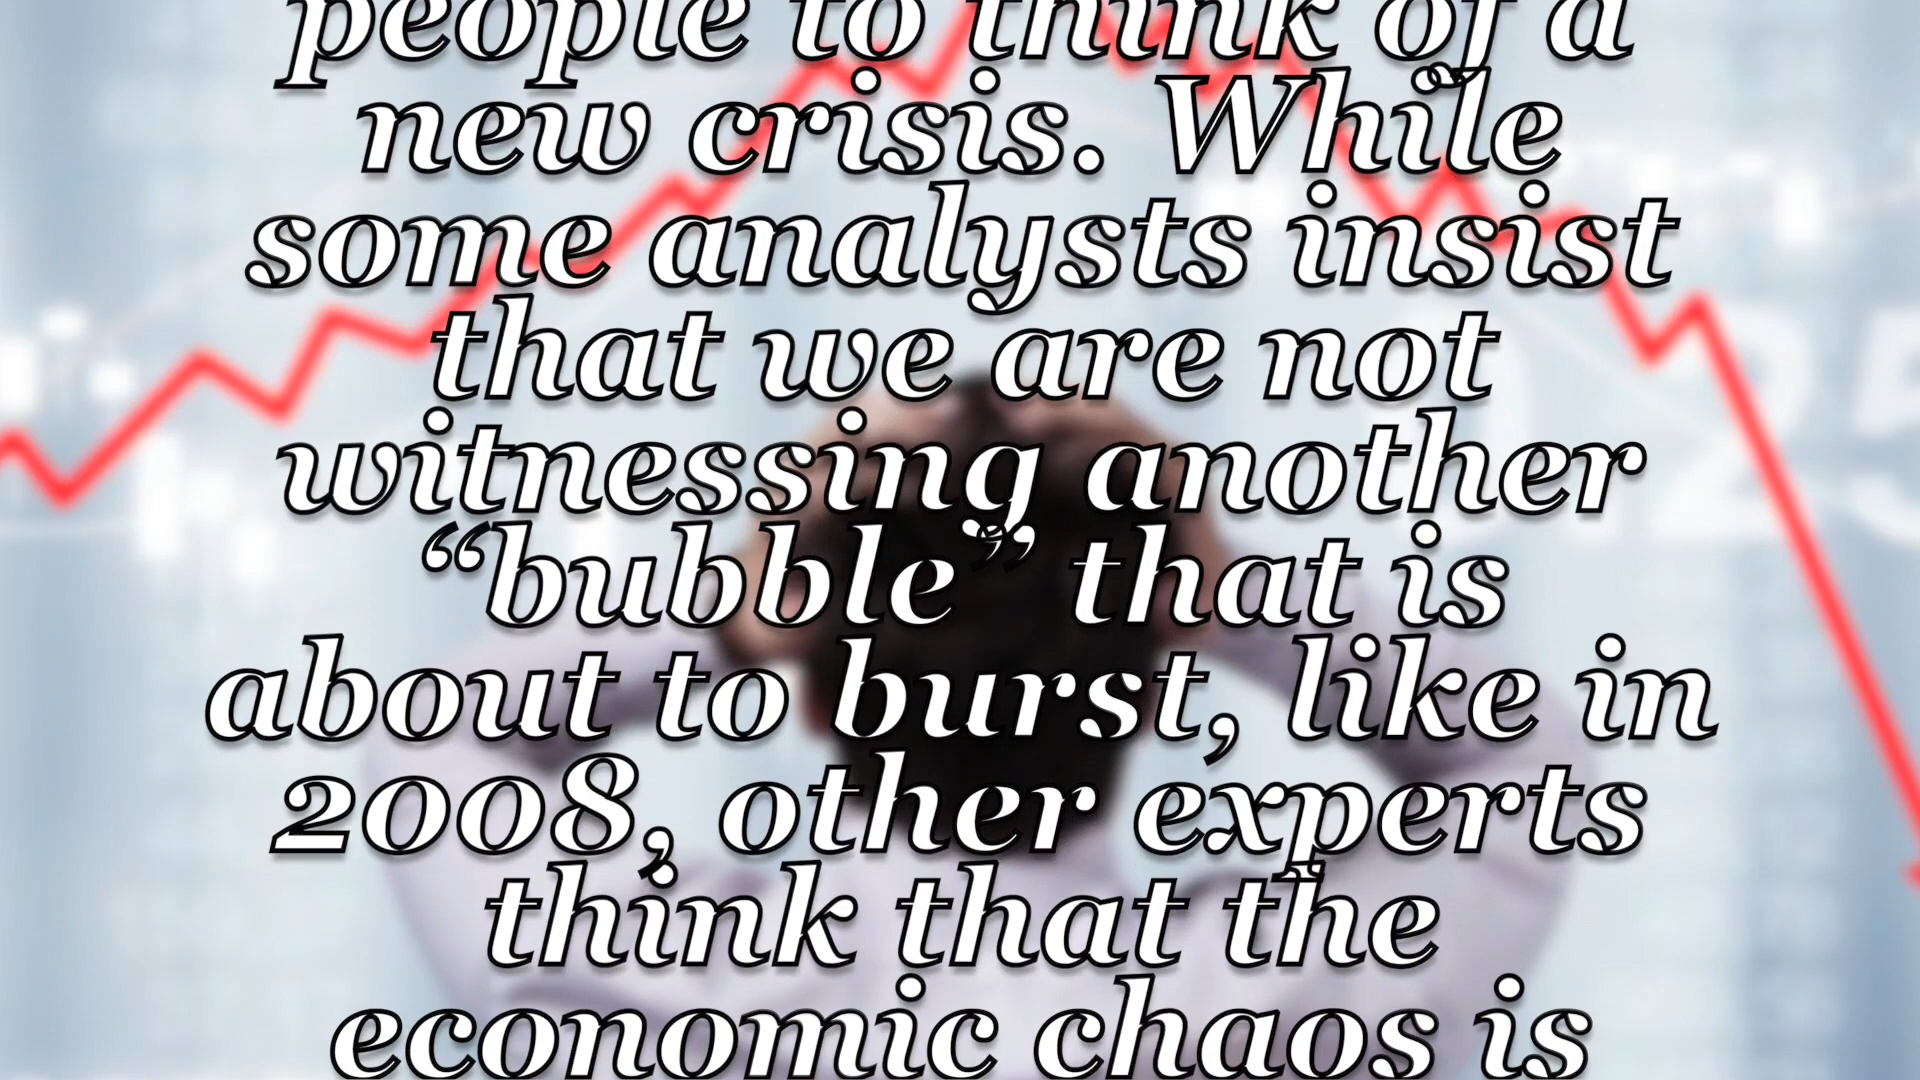 people to think of a
new crisis. While
some analysts insist
that we are not
witnessing another
“bubble” that is
about to burst, like in
2008, other experts
think that the
economic chaos is